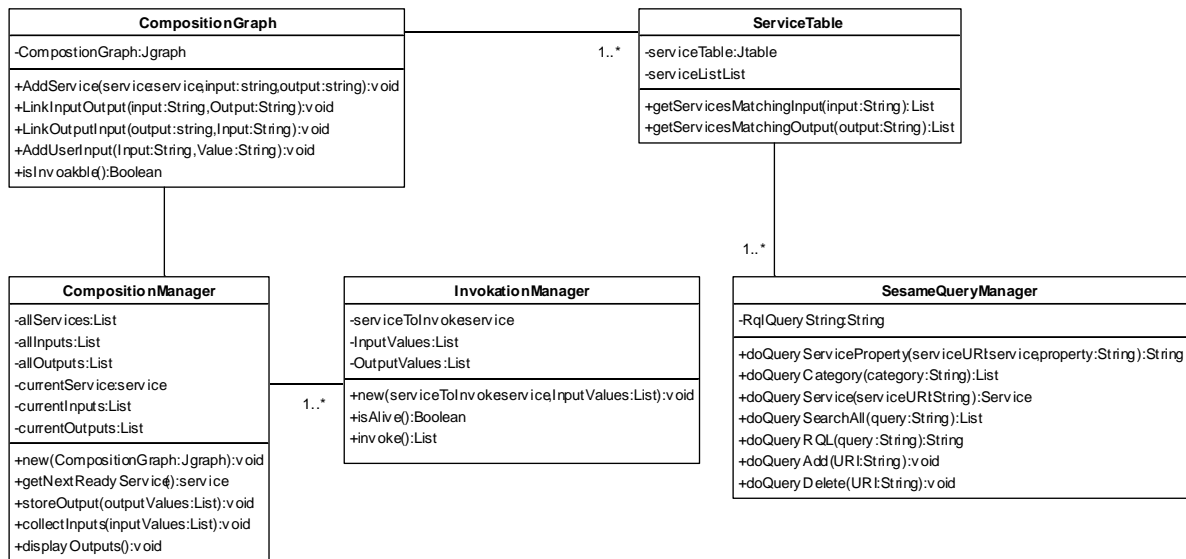 CompositionGraph
-CompostionGraph:Jgraph
+AddService(service:service,input:string,output:string):void
+LinkInputOutput(input:String,Output:String):void
+LinkOutputInput(output:string,Input:String):void
+AddUserInput(Input:String,Value:String):void
+isInvoakble():Boolean
1..*
ServiceTable
-serviceTable:Jtable
-serviceList:List
+getServicesMatchingInput(input:String):List
+getServicesMatchingOutput(output:String):List
1..*
CompositionManager
-allServices:List
-allInputs:List
-allOutputs:List
-currentService:service
-currentInputs:List
-currentOutputs:List
+new(CompositionGraph:Jgraph):void
+getNextReadyService():service
+storeOutput(outputValues:List):void
+collectInputs(inputValues:List):void
+displayOutputs():void
1..*
InvokationManager
-serviceToInvoke:service
-InputValues:List
-OutputValues:List
+new(serviceToInvoke:service,InputValues:List):void
+isAlive():Boolean
+invoke():List
SesameQueryManager
-RqlQueryString:String
+doQueryServiceProperty(serviceURI:service,property:String):String
+doQueryCategory(category:String):List
+doQueryService(serviceURI:String):Service
+doQuerySearchAll(query:String):List
+doQueryRQL(query:String):String
+doQueryAdd(URI:String):void
+doQueryDelete(URI:String):void